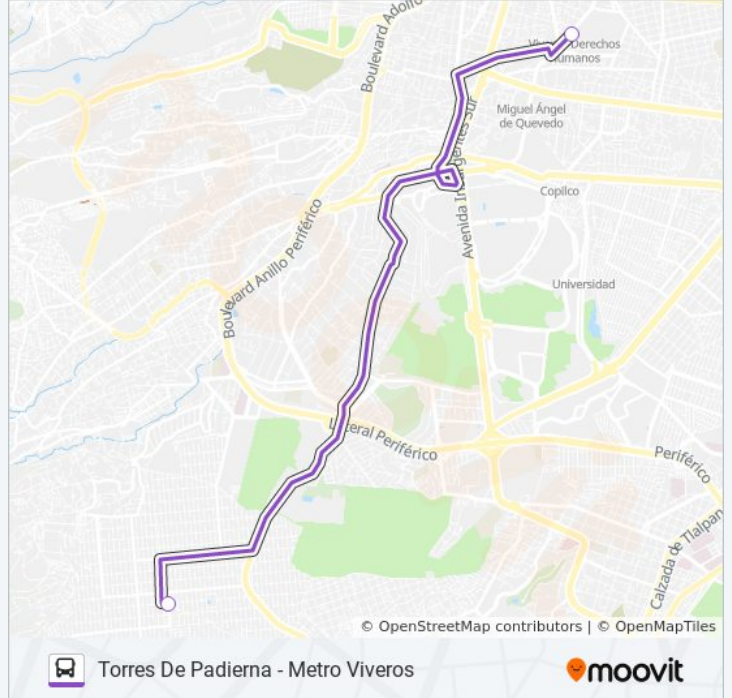 Boulevard Adolfo
Viveros Derechos
Humanos
Miguel Ángel
de Quevedo
Avenida Insurgentes Sur
Copilco
Boulevard Anillo Periférico
Universidad
Lateral Periférico
Periférico
Calzada de Tlalpan
© OpenStreetMap contributors | © OpenMapTiles
Torres De Padierna - Metro Viveros
moovit